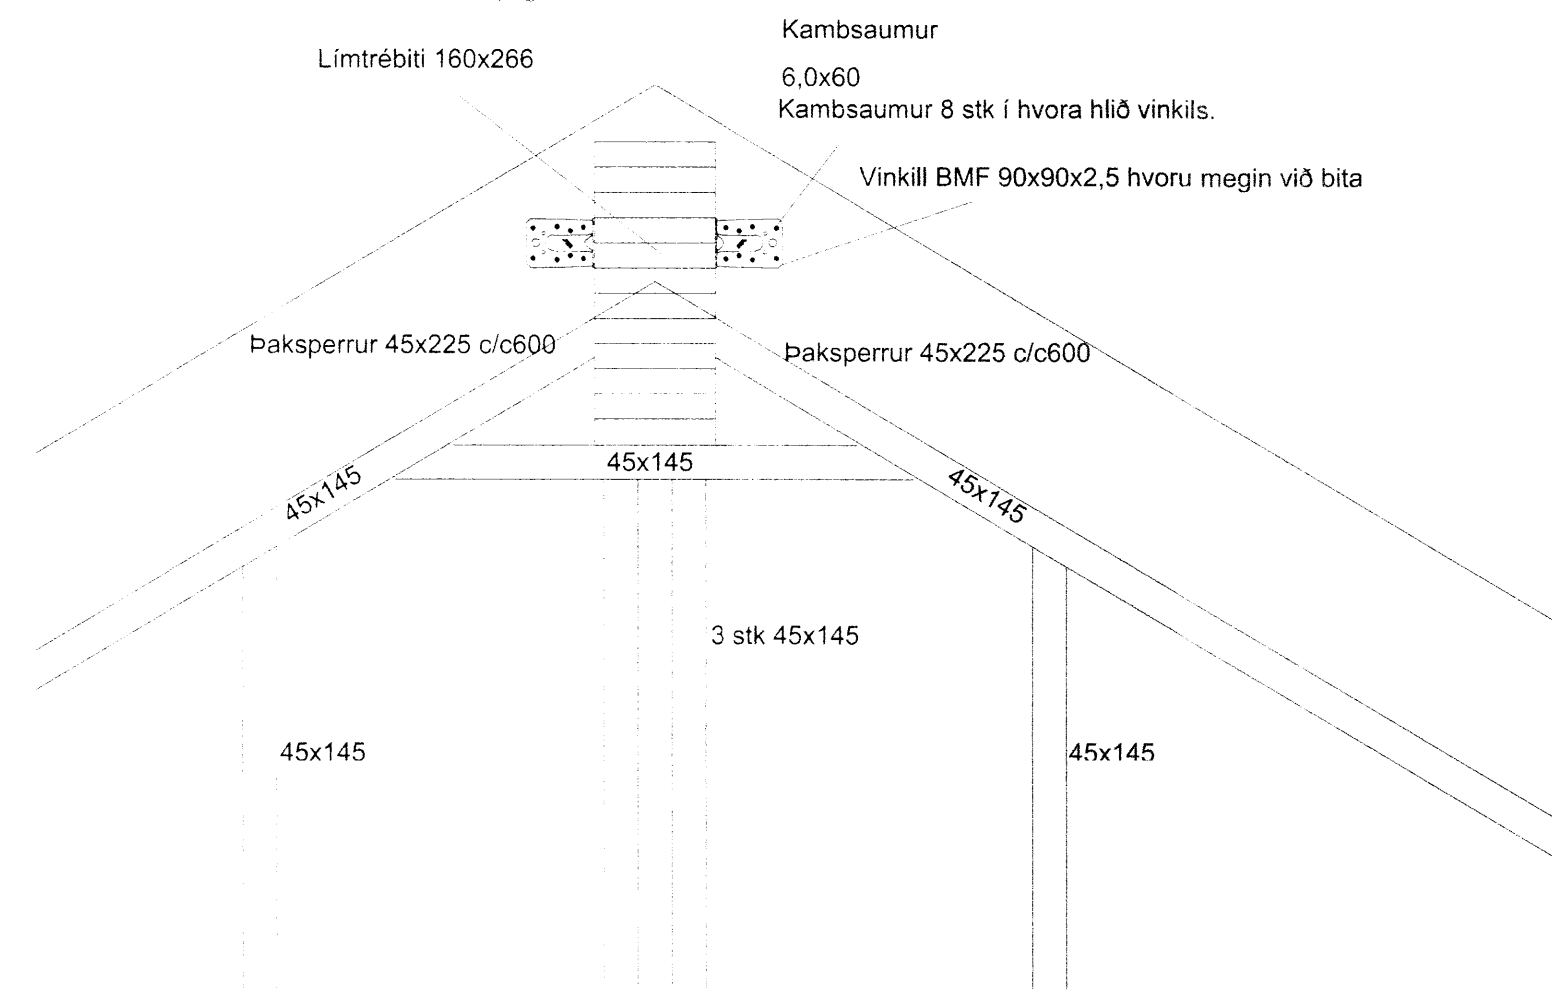 Kambsaumur
Límtrébiti 160x266
6,0x60
Kambsaumur 8 stk í hvora hlið vinkils.
Vinkill BMF 90x90x2,5 hvoru megin við bita
Þaksperrur 45x225 c/c600
Þaksperrur 45x225 c/c600
45x145
45x145
45x145
3 stk 45x145
45x145
45x145